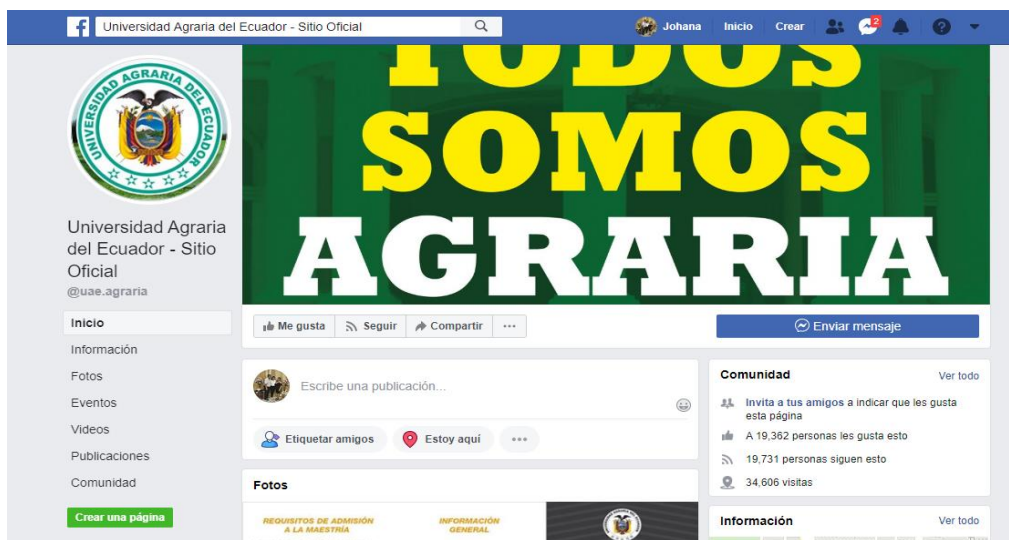 Universidad Agraria del Ecuador - Sitio Oficial
Johana Inicio Crear 2
UNIVERSIDAD AGRARIA DEL ECUADOR
TODOS
SOMOS
AGRARIA
Universidad Agraria
del Ecuador - Sitio
Oficial
@uae.agraria
Inicio
Información
Fotos
Eventos
Videos
Publicaciones
Comunidad
Crear una página
Me gusta Seguir Compartir ...
Enviar mensaje
Escribe una publicación...
Etiquetar amigos Estoy aquí ...
Fotos
REQUISITOS DE ADMISIÓN
A LA MAESTRÍA
INFORMACIÓN
GENERAL
Comunidad Ver todo
Invita a tus amigos a indicar que les gusta
esta página
A 19,362 personas les gusta esto
19,731 personas siguen esto
34,606 visitas
Información Ver todo